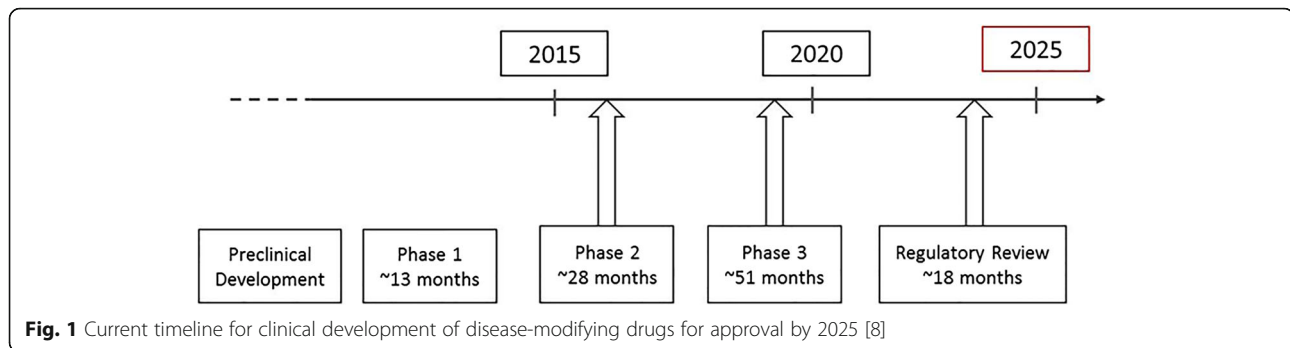 2015
2020
2025
Preclinical
Development
Phase 1
~13 months
Phase 2
~28 months
Phase 3
~51 months
Regulatory Review
~18 months
Fig. 1 Current timeline for clinical development of disease-modifying drugs for approval by 2025 [8]